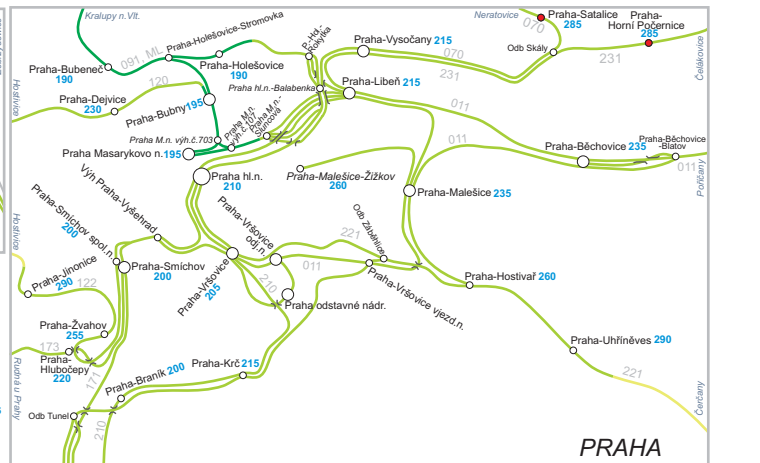 Kralupy n.Vlt.
Neratovice
070
Praha-Satalice
285
Praha-
Horní Počernice
285
Praha-Holešovice-Stromovka
P.-Hd.-
Rokytka
Praha-Vysočany 215
Odb Skály
231
Čelákovice
091, ML
Praha-Bubeneč
190
Praha-Holešovice
190
070
231
120
Praha hl.n.-Balabenka
Praha-Libeň 215
Hostivice
Praha-Dejvice
230
Praha-Bubny 195
011
Praha M.n. výh.č.703
Praha M.n.
výh.č.107
Praha M.n.-
Sluncová
011
Praha-Běchovice 235
Praha-Běchovice
-Blatov
011
Poříčany
Praha Masarykovo n. 195
Praha hl.n.
210
Praha-Malešice-Žižkov
260
Praha-Malešice 235
Výh Praha-Vyšehrad
Praha-Smíchov spol.n.
200
Hostivice
Praha-Vršovice
odj.n.
221
Odb Záběhlice
011
Praha-Jinonice
290
122
Praha-Smíchov
200
Praha-Vršovice
205
210
Praha-Vršovice vjezd.n.
Praha-Hostivař 260
Praha odstavné nádr.
Praha-Žvahov
255
173
Praha-
Hlubočepy
220
171
Rudná u Prahy
Praha-Krč 215
Praha-Uhříněves 290
Praha-Braník 200
221
Čerčany
Odb Tunel
210
PRAHA